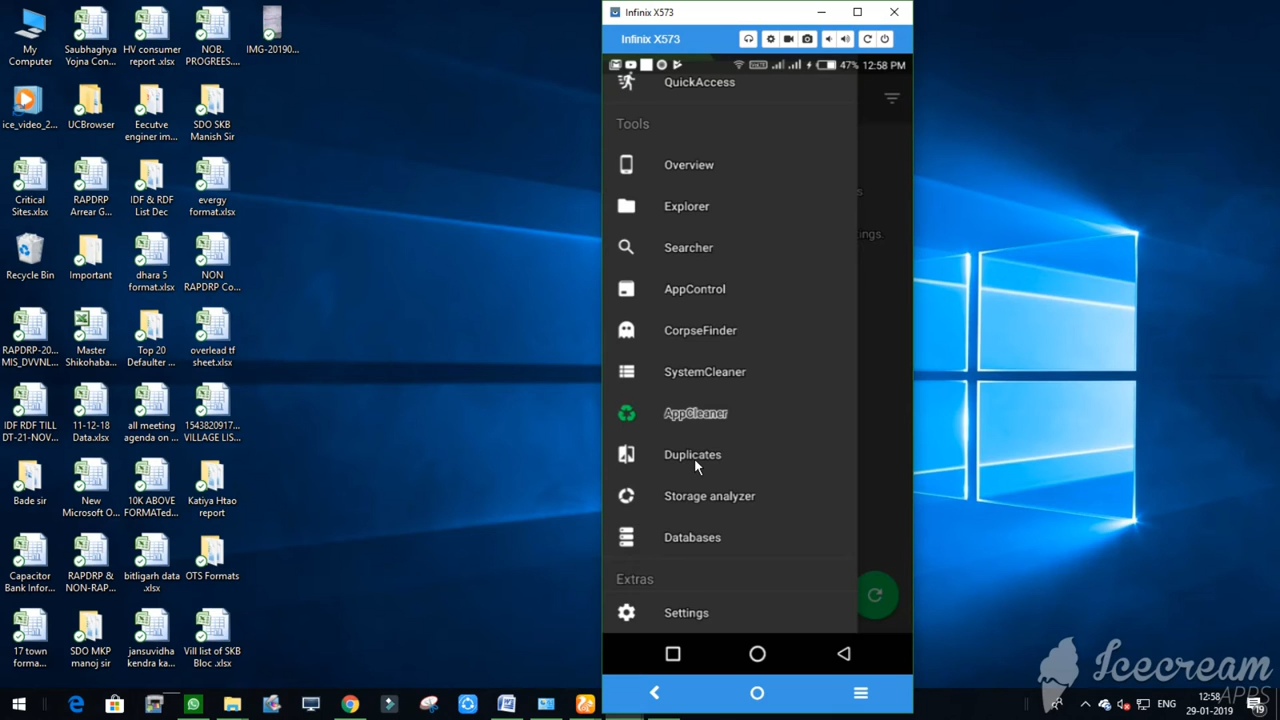 Infinix X573
Infinix X573
47% 12:58 PM
QuickAccess
Tools
Overview
Explorer
Searcher
AppControl
CorpseFinder
SystemCleaner
AppCleaner
Duplicates
Storage analyzer
Databases
Extras
Settings
s
ngs.
My
Computer
Saubhaghya
Yojna Con...
HV consumer
report .xlsx
NOB.
PROGREES....
IMG-20190...
ice_video_2...
UCBrowser
Eecutve
enginer im...
SDO SKB
Manish Sir
Critical
Sites.xlsx
RAPDRP
Arrear G...
IDF & RDF
List Dec
evergy
format.xlsx
Recycle Bin
Important
dhara 5
format.xlsx
NON
RAPDRP Co...
RAPDRP-20...
MIS_DVVNL...
Master
Shikohaba...
Top 20
Defaulter ...
overlead tf
sheet.xlsx
IDF RDF TILL
DT-21-NOV...
11-12-18
Data.xlsx
all meeting
agenda on ...
1543820917...
VILLAGE LIS...
Bade sir
New
Microsoft O...
10K ABOVE
FORMATed...
Katiya Htao
report
Capacitor
Bank Infor...
RAPDRP &
NON-RAP...
bitligarh data
.xlsx
OTS Formats
17 town
forma...
SDO MKP
manoj sir
jansuvidha
kendra ka...
Vill list of SKB
Bloc .xlsx
Icecream
APPS
ENG
12:58
29-01-2019
19